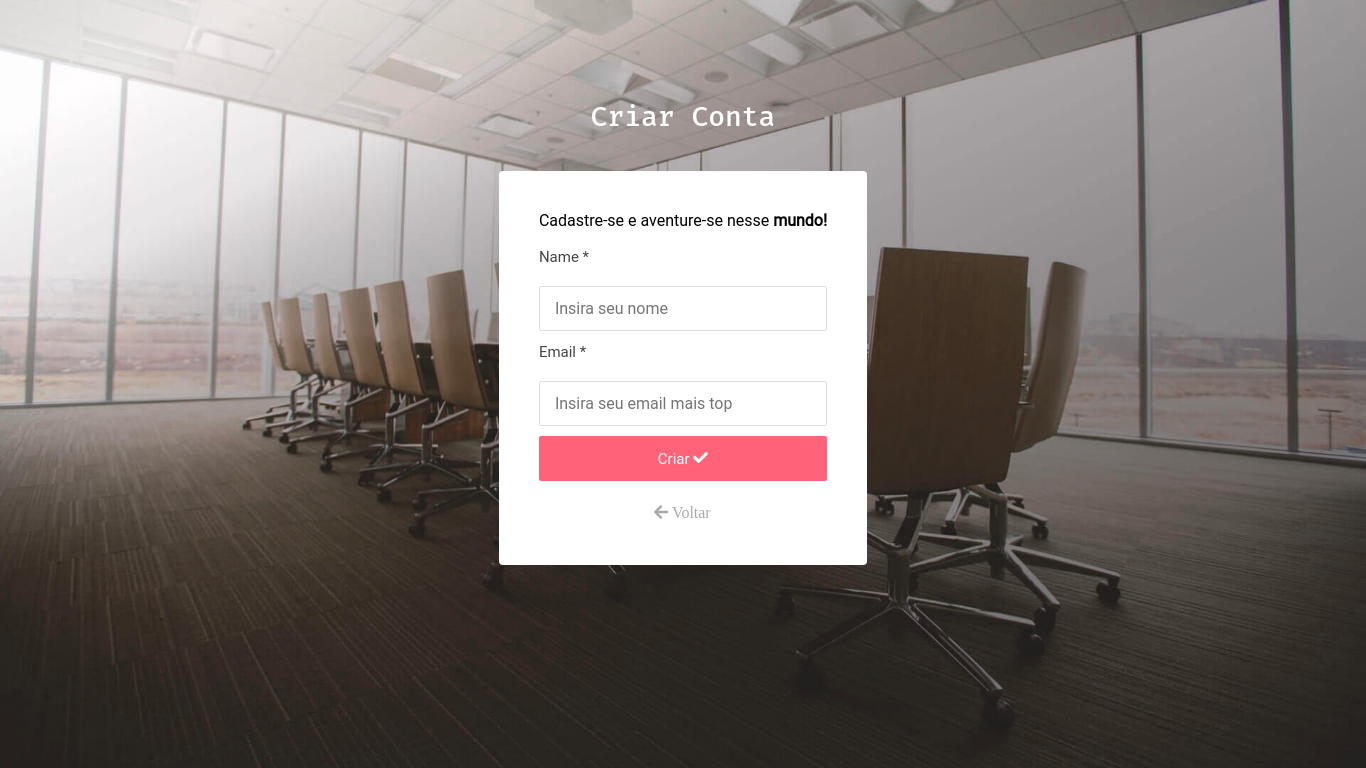 Criar Conta
Cadastre-se e aventure-se nesse mundo!
Name *
Insira seu nome
Email *
Insira seu email mais top
Criar
Voltar